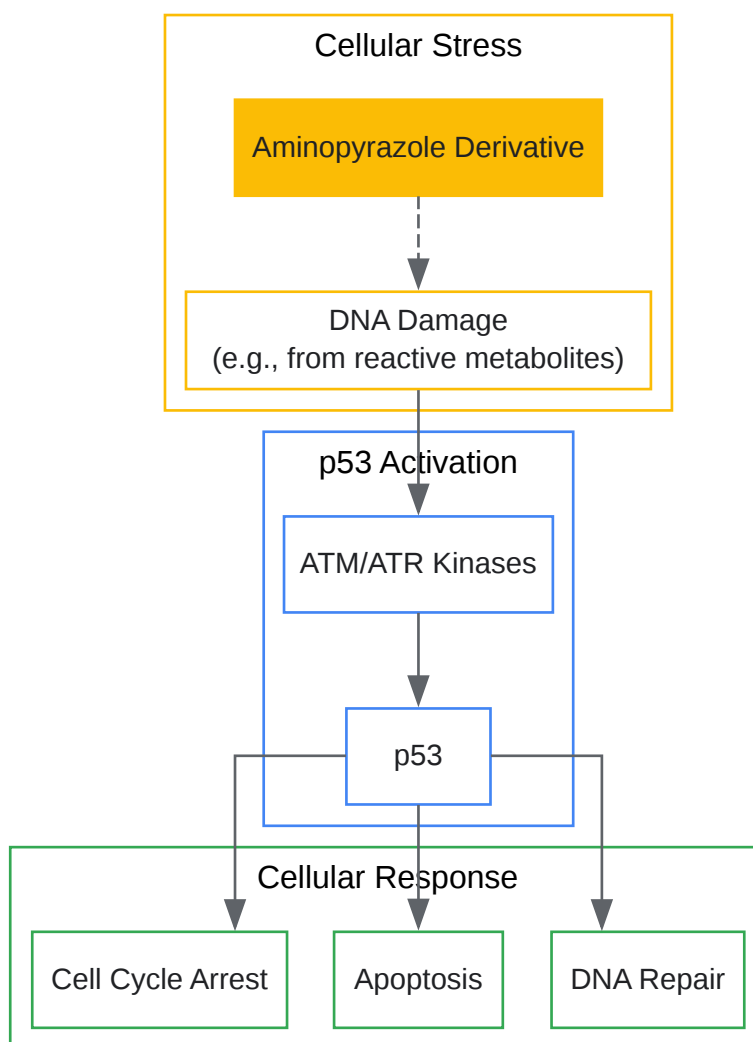 Cellular Stress
Aminopyrazole Derivative
DNA Damage
(e.g., from reactive metabolites)
p53 Activation
ATM/ATR Kinases
p53
Cellular Response
Cell Cycle Arrest
Apoptosis
DNA Repair